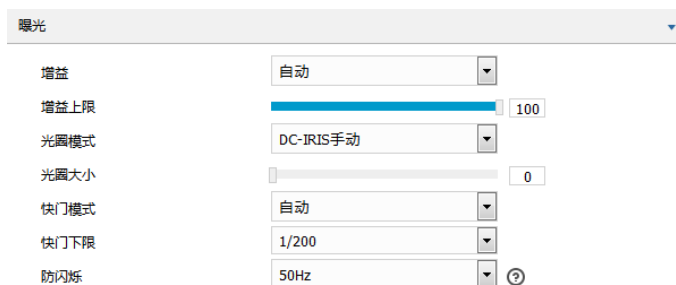 曝光
增益 自动
增益上限 100
光圈模式 DC-IRIS手动
光圈大小 0
快门模式 自动
快门下限 1/200
防闪烁 50Hz ?